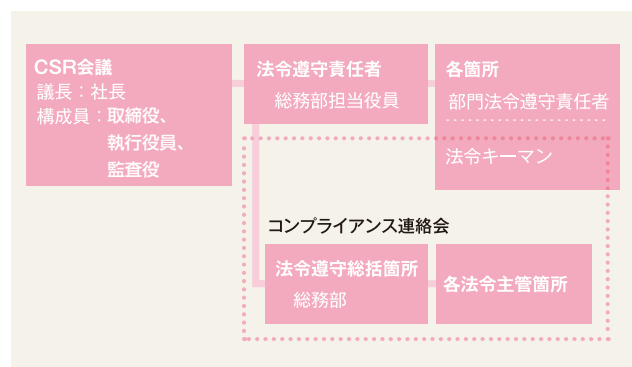 CSR会議
議長：社長
構成員：取締役、
執行役員、
監査役
法令遵守責任者
総務部担当役員
各箇所
部門法令遵守責任者
法令キーマン
コンプライアンス連絡会
法令遵守総括箇所
総務部
各法令主管箇所